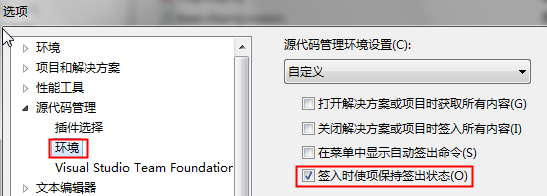 选项
环境
项目和解决方案
性能工具
源代码管理
插件选择
环境
Visual Studio Team Foundation
文本编辑器
源代码管理环境设置(C):
自定义
打开解决方案或项目时获取所有内容(G)
关闭解决方案或项目时签入所有内容(I)
在菜单中显示自动签出命令(S)
签入时使项保持签出状态(O)